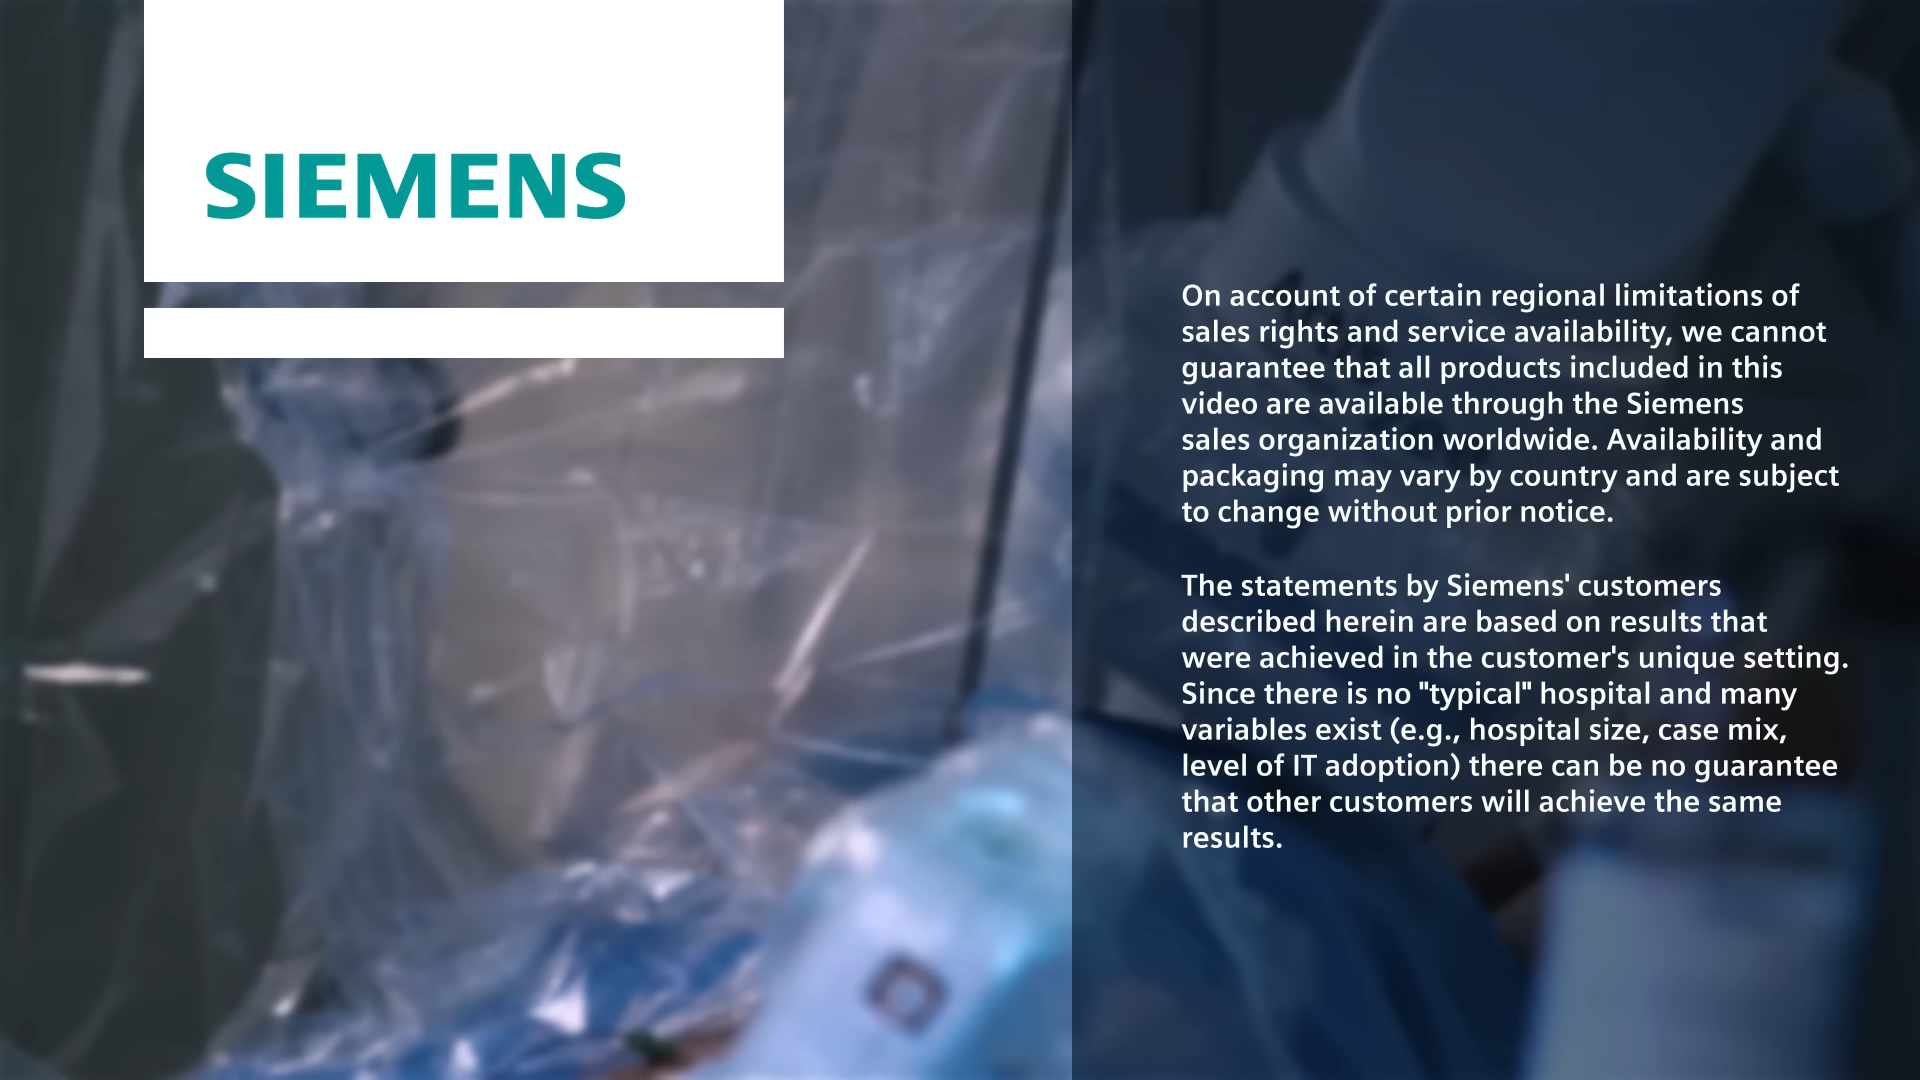 SIEMENS
On account of certain regional limitations of
sales rights and service availability, we cannot
guarantee that all products included in this
video are available through the Siemens
sales organization worldwide. Availability and
packaging may vary by country and are subject
to change without prior notice.
The statements by Siemens' customers
described herein are based on results that
were achieved in the customer's unique setting.
Since there is no "typical" hospital and many
variables exist (e.g., hospital size, case mix,
level of IT adoption) there can be no guarantee
that other customers will achieve the same
results.